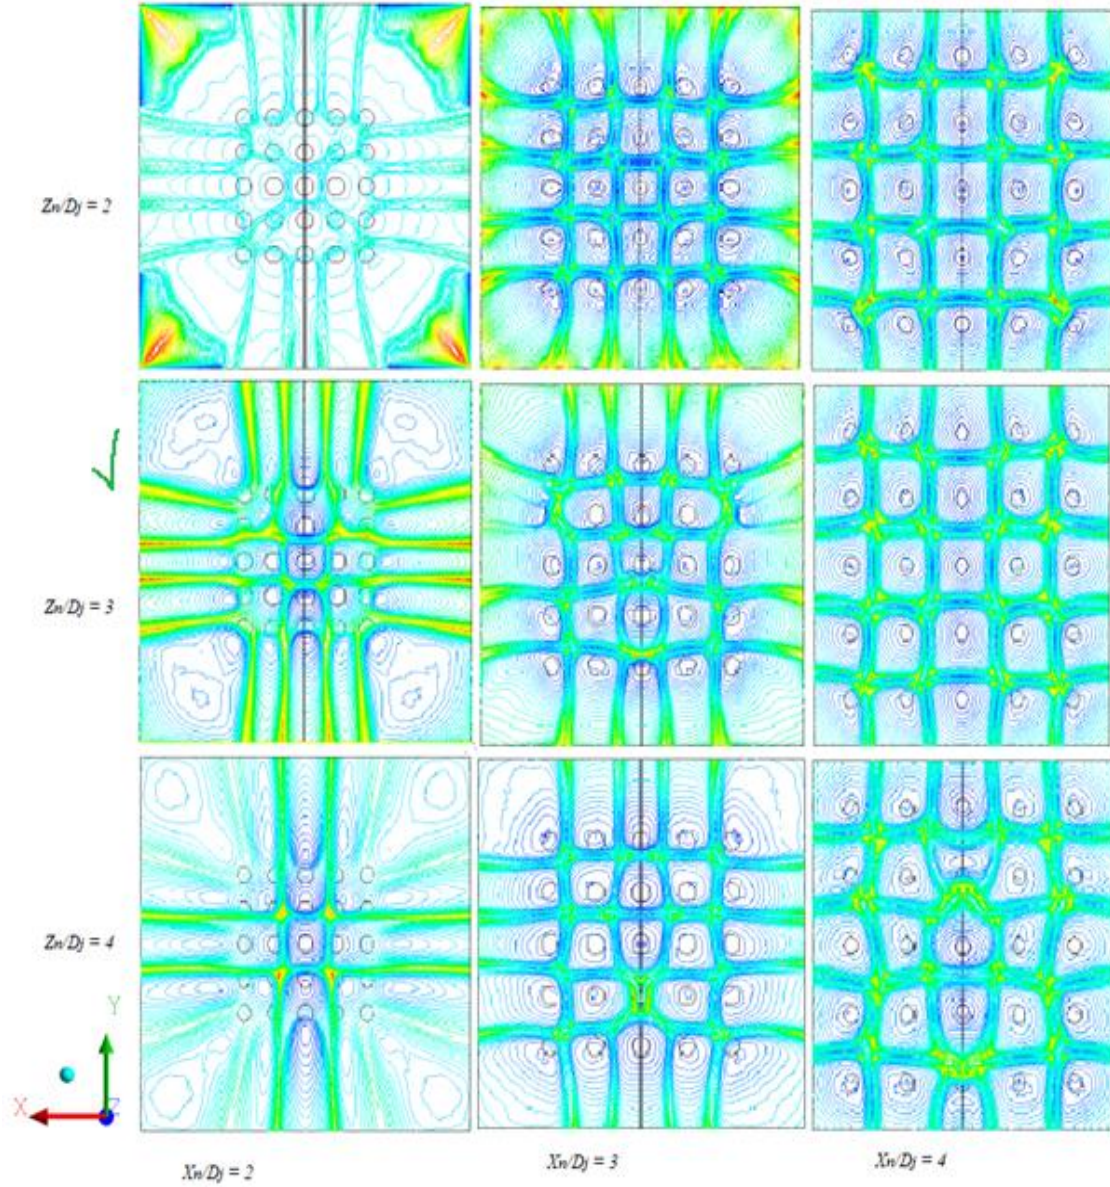 Zn/Dj = 2
Zn/Dj = 3
Zn/Dj = 4
Y
X
Z
Xn/Dj = 2
Xn/Dj = 3
Xn/Dj = 4